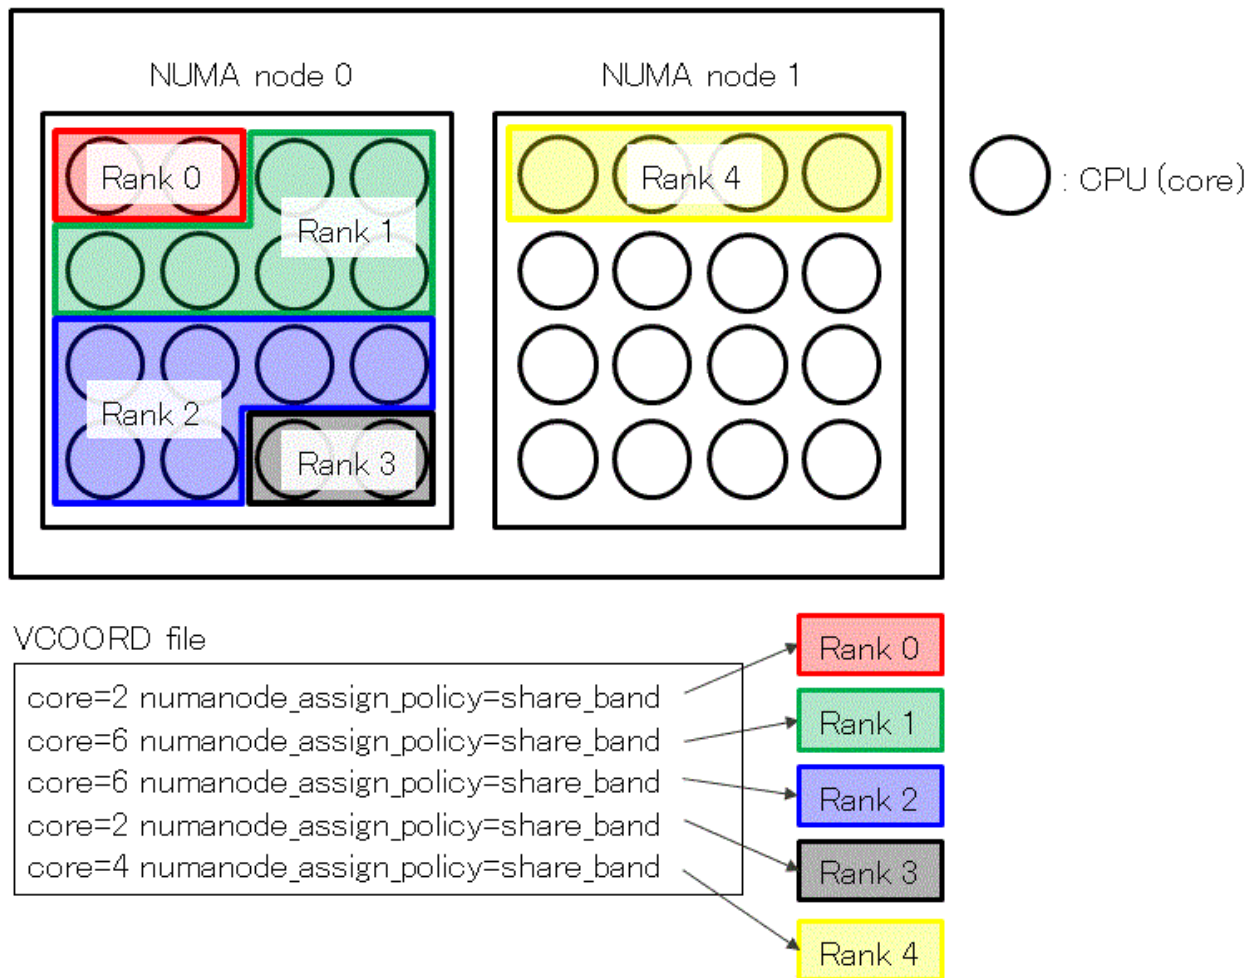 NUMA node 0
NUMA node 1
Rank 0
Rank 1
Rank 2
Rank 3
Rank 4
: CPU (core)
VCOORD file
core=2 numanode_assign_policy=share_band
core=6 numanode_assign_policy=share_band
core=6 numanode_assign_policy=share_band
core=2 numanode_assign_policy=share_band
core=4 numanode_assign_policy=share_band
Rank 0
Rank 1
Rank 2
Rank 3
Rank 4